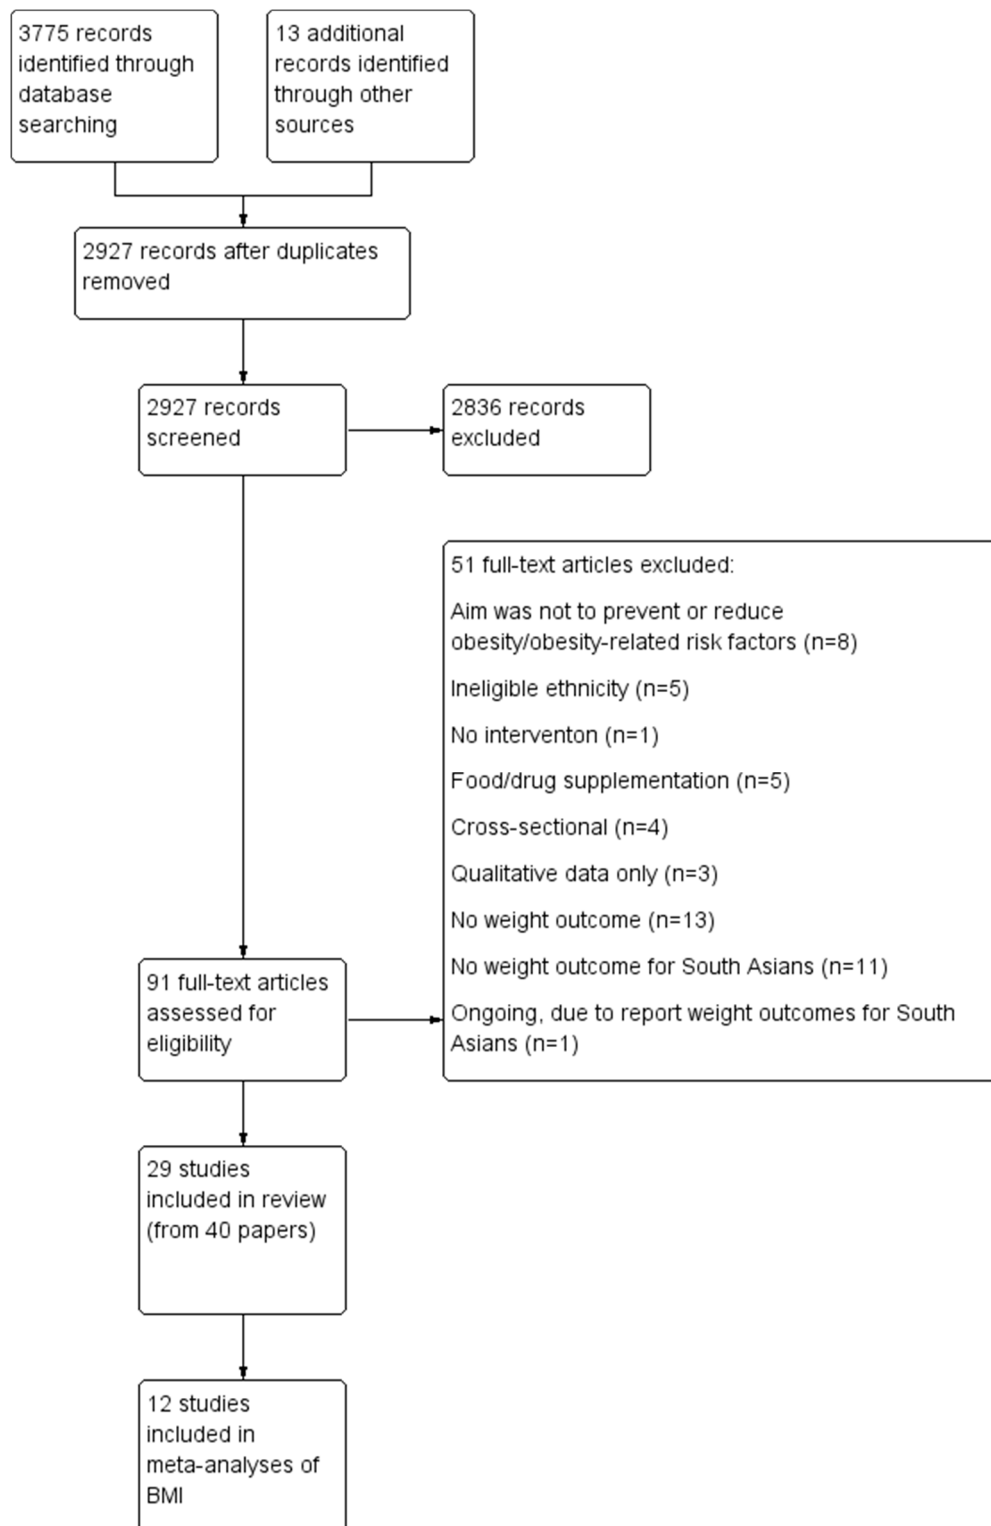 3775 records
identified through
database
searching
13 additional
records identified
through other
sources
2927 records after duplicates
removed
2927 records
screened
2836 records
excluded
51 full-text articles excluded:
Aim was not to prevent or reduce
obesity/obesity-related risk factors (n=8)
Ineligible ethnicity (n=5)
No interventon (n=1)
Food/drug supplementation (n=5)
Cross-sectional (n=4)
Qualitative data only (n=3)
No weight outcome (n=13)
No weight outcome for South Asians (n=11)
Ongoing, due to report weight outcomes for South
Asians (n=1)
91 full-text articles
assessed for
eligibility
29 studies
included in review
(from 40 papers)
12 studies
included in
meta-analyses of
BMI